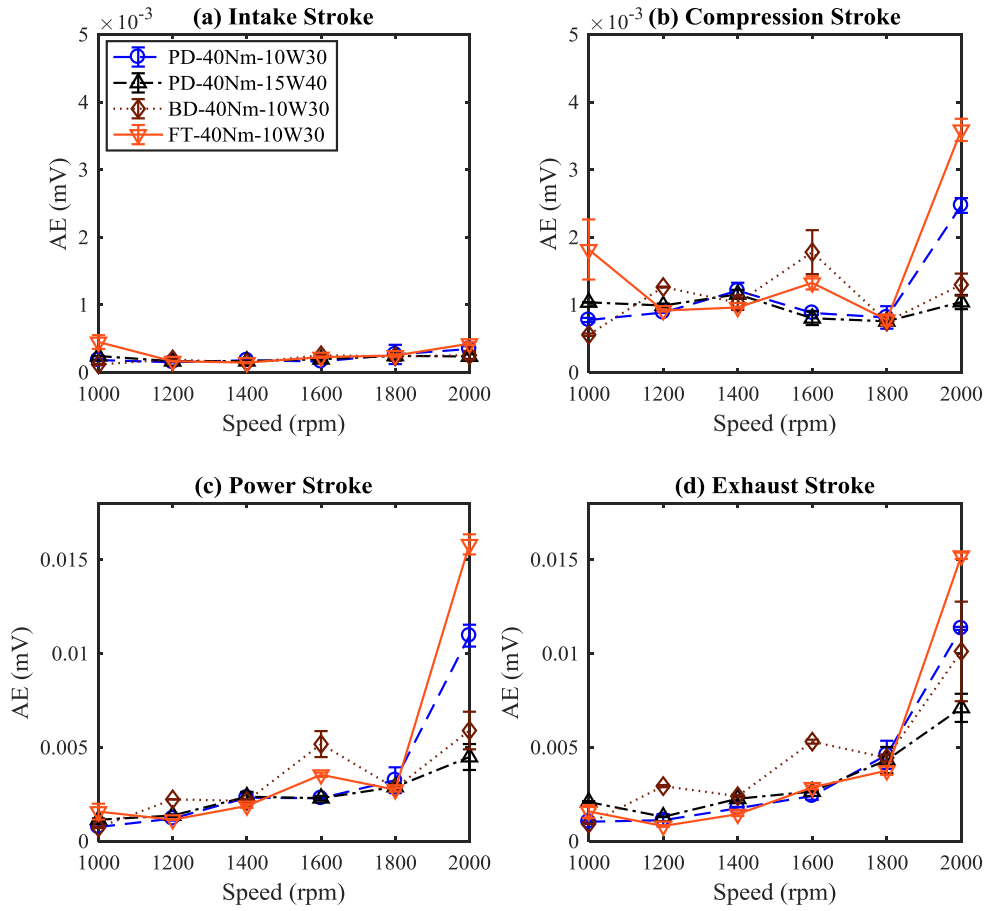 (a) Intake Stroke
× 10⁻³
5
4
3
2
1
0
AE (mV)
PD-40Nm-10W30
PD-40Nm-15W40
BD-40Nm-10W30
FT-40Nm-10W30
1000 1200 1400 1600 1800 2000
Speed (rpm)
(b) Compression Stroke
× 10⁻³
5
4
3
2
1
0
AE (mV)
1000 1200 1400 1600 1800 2000
Speed (rpm)
(c) Power Stroke
0.015
0.01
0.005
0
AE (mV)
1000 1200 1400 1600 1800 2000
Speed (rpm)
(d) Exhaust Stroke
0.015
0.01
0.005
0
AE (mV)
1000 1200 1400 1600 1800 2000
Speed (rpm)